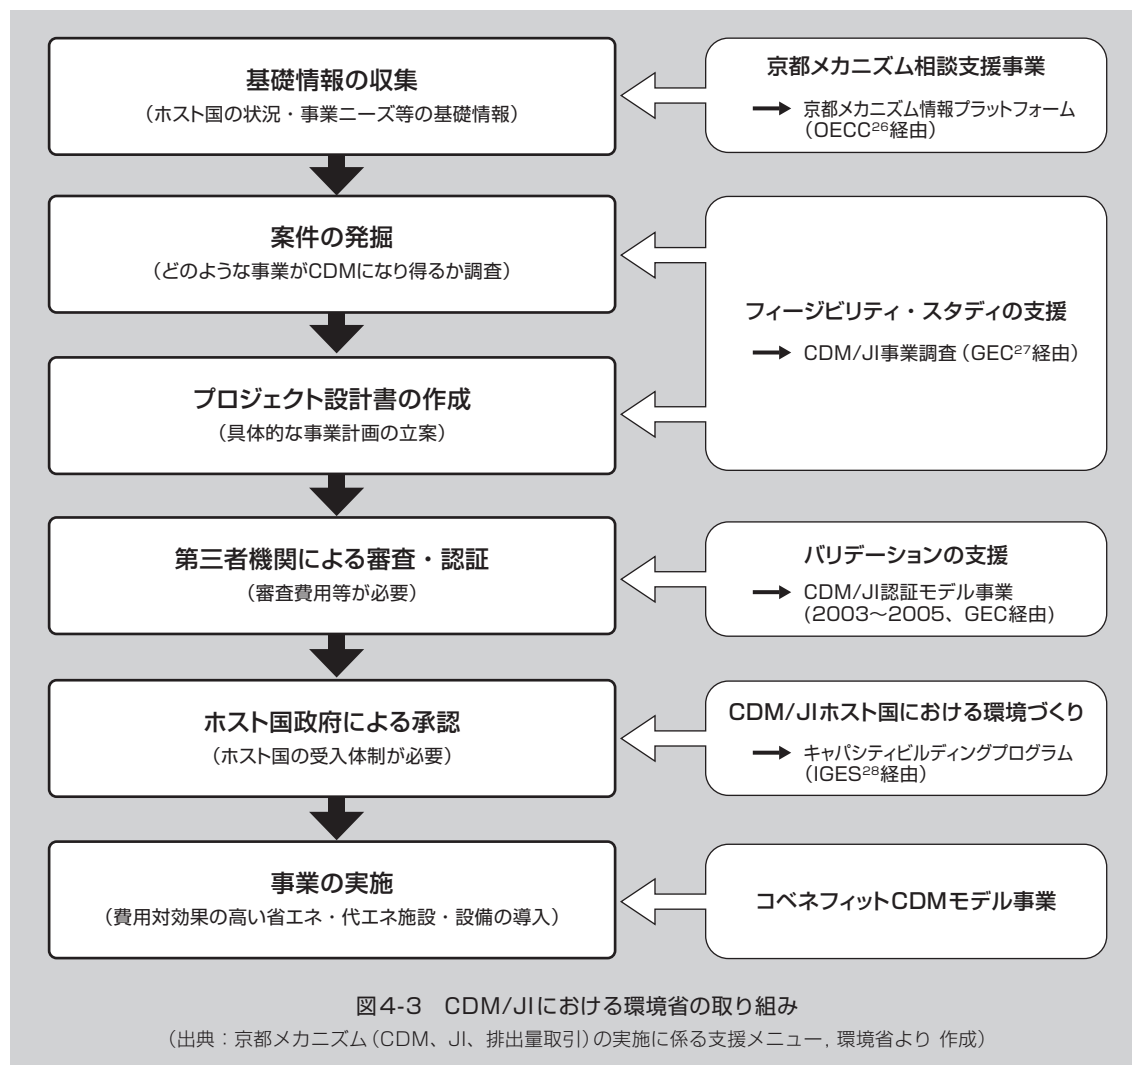 基礎情報の収集
（ホスト国の状況・事業ニーズ等の基礎情報）
京都メカニズム相談支援事業
京都メカニズム情報プラットフォーム
（OECC26経由）
案件の発掘
（どのような事業がCDMになり得るか調査）
フィージビリティ・スタディの支援
CDM/JI事業調査（GEC27経由）
プロジェクト設計書の作成
（具体的な事業計画の立案）
第三者機関による審査・認証
（審査費用等が必要）
バリデーションの支援
CDM/JI認証モデル事業
(2003〜2005、GEC経由)
ホスト国政府による承認
（ホスト国の受入体制が必要）
CDM/JIホスト国における環境づくり
キャパシティビルディングプログラム
（IGES28経由）
事業の実施
（費用対効果の高い省エネ・代エネ施設・設備の導入）
コベネフィットCDMモデル事業
図4-3　CDM/JIにおける環境省の取り組み
（出典：京都メカニズム（CDM、JI、排出量取引）の実施に係る支援メニュー, 環境省より 作成）